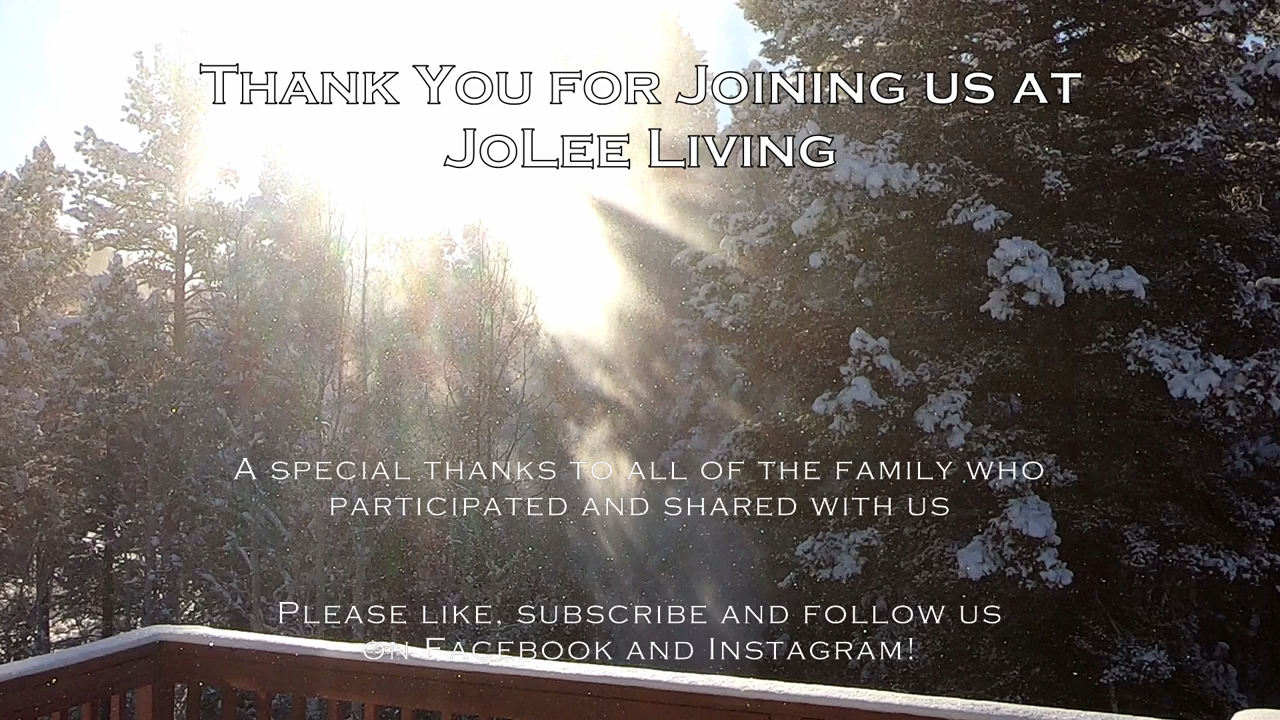 Thank You for Joining us at
JoLee Living
A special thanks to all of the family who
participated and shared with us
Please like, subscribe and follow us
on Facebook and Instagram!